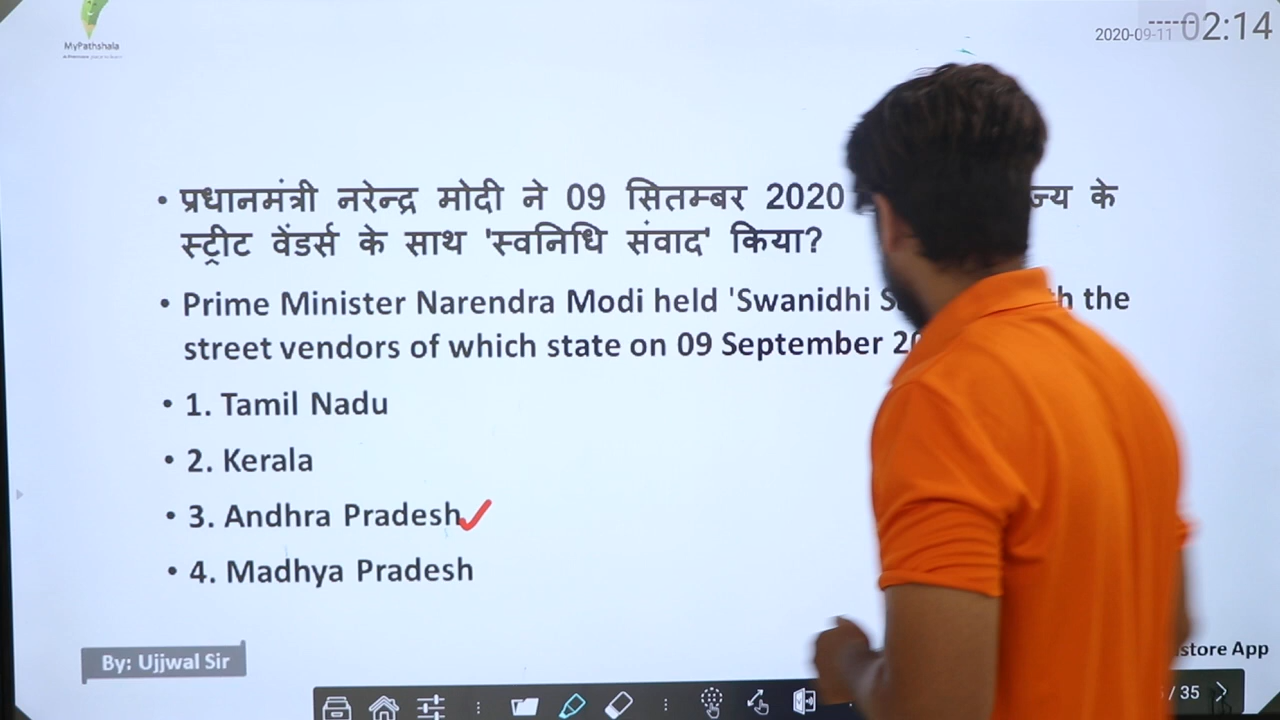 MyPathshala
2020-09-11 02:14
• प्रधानमंत्री नरेन्द्र मोदी ने 09 सितम्बर 2020 के
स्ट्रीट वेंडर्स के साथ 'स्वनिधि संवाद' किया?
• Prime Minister Narendra Modi held 'Swanidhi the
street vendors of which state on 09 September
• 1. Tamil Nadu
• 2. Kerala
• 3. Andhra Pradesh
• 4. Madhya Pradesh
By: Ujjwal Sir
store App
/ 35